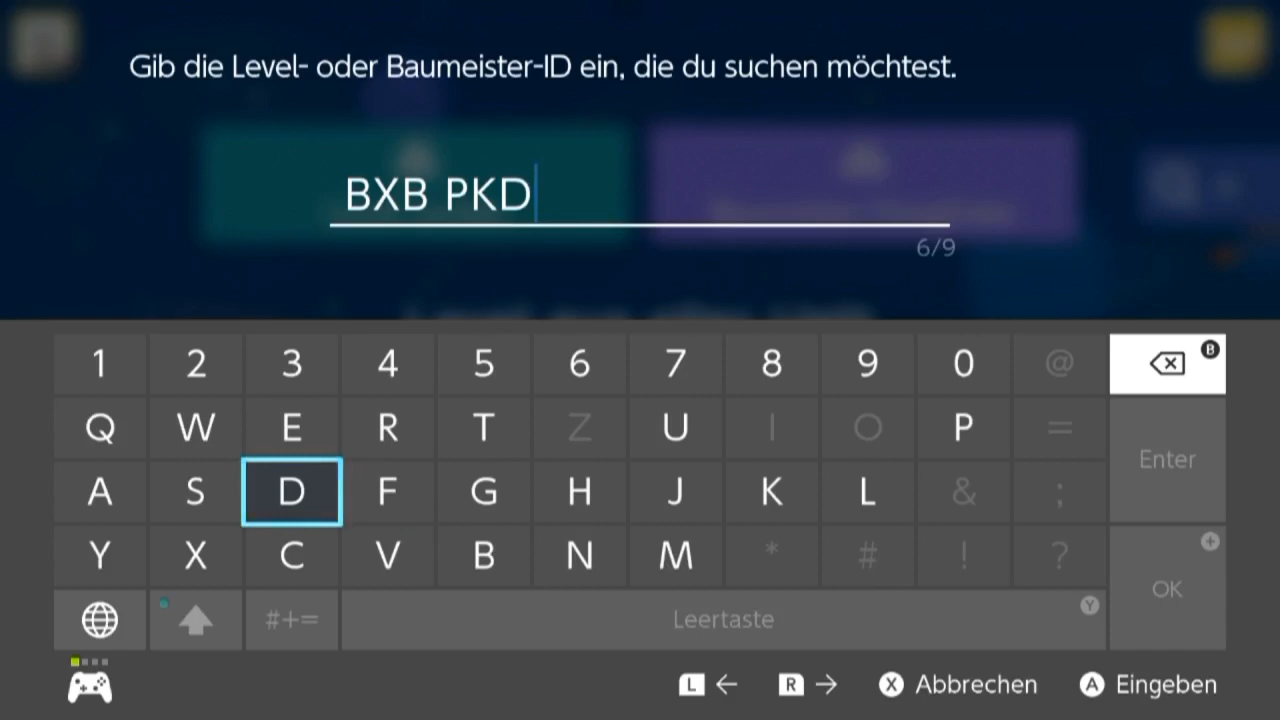 Gib die Level- oder Baumeister-ID ein, die du suchen möchtest.
BXB PKD
6/9
1 2 3 4 5 6 7 8 9 0 @ B
Q W E R T Z U I O P = Enter
A S D F G H J K L & ;
Y X C V B N M * # ! ? + OK
#+= Leertaste Y
L ← R → X Abbrechen A Eingeben